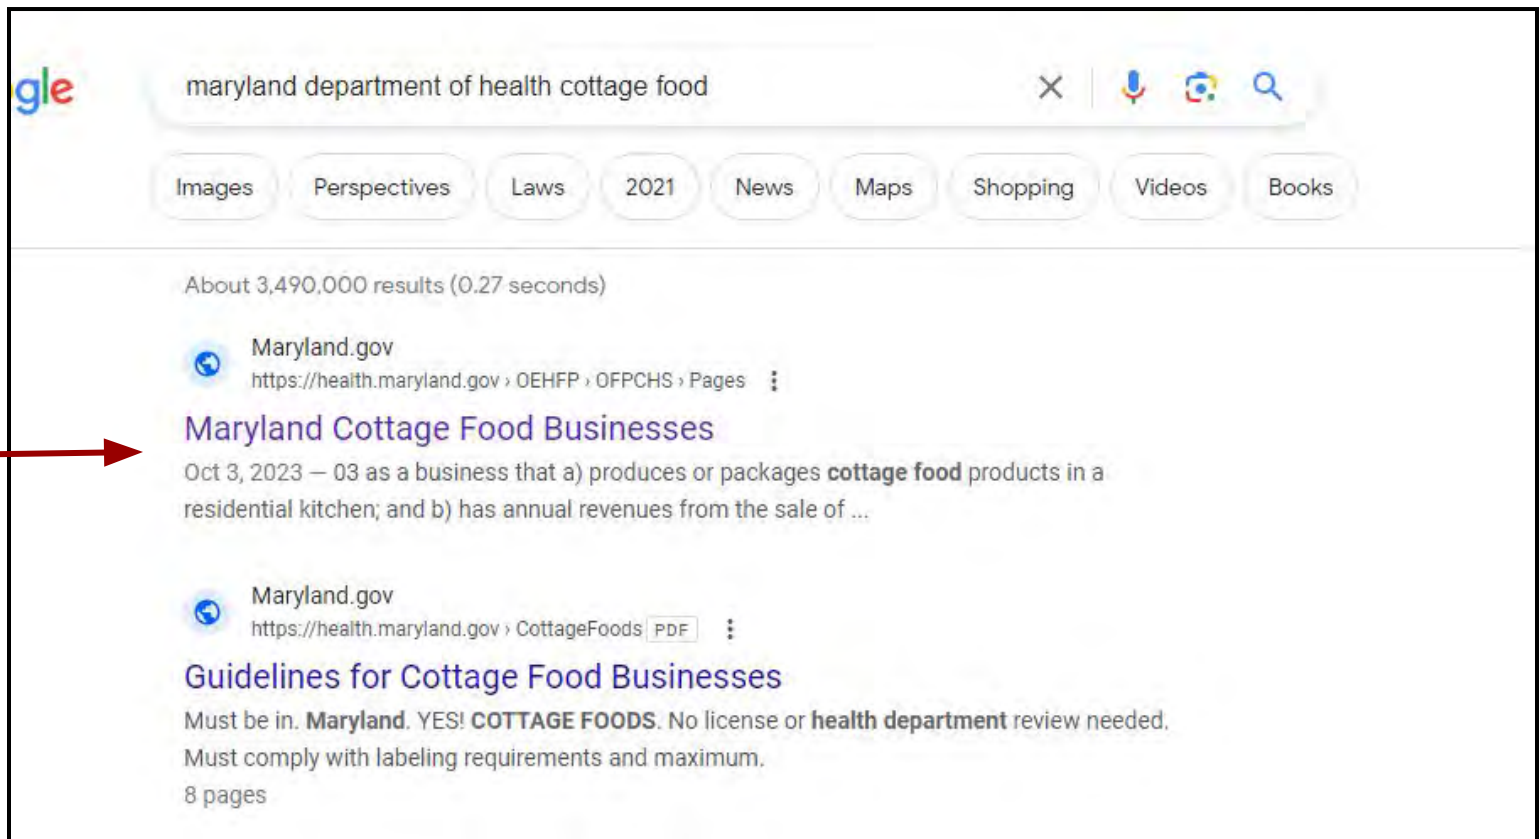 gle
maryland department of health cottage food
Images Perspectives Laws 2021 News Maps Shopping Videos Books
About 3,490,000 results (0.27 seconds)
Maryland.gov
https://health.maryland.gov › OEHFP › OFPCHS › Pages
Maryland Cottage Food Businesses
Oct 3, 2023 — 03 as a business that a) produces or packages cottage food products in a
residential kitchen; and b) has annual revenues from the sale of ...
Maryland.gov
https://health.maryland.gov › CottageFoods PDF
Guidelines for Cottage Food Businesses
Must be in. Maryland. YES! COTTAGE FOODS. No license or health department review needed.
Must comply with labeling requirements and maximum.
8 pages